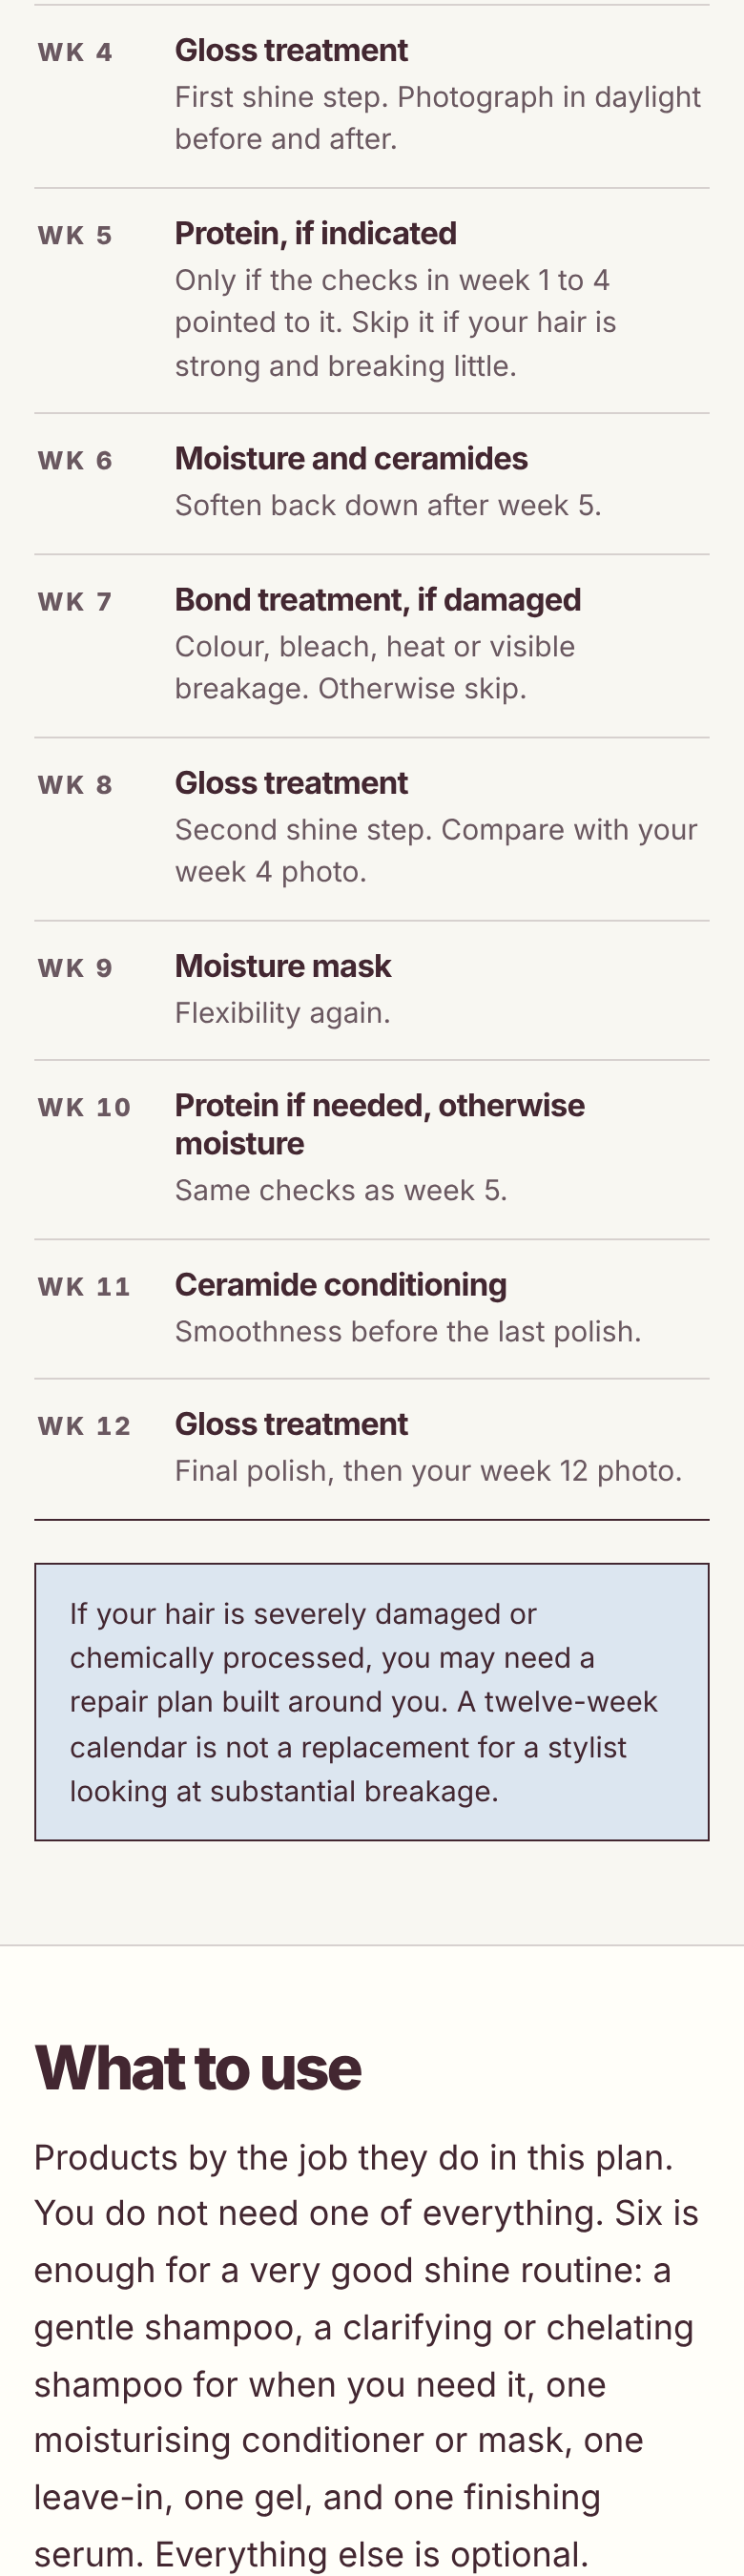 WK 4
Gloss treatment
First shine step. Photograph in daylight
before and after.
WK 5
Protein, if indicated
Only if the checks in week 1 to 4
pointed to it. Skip it if your hair is
strong and breaking little.
WK 6
Moisture and ceramides
Soften back down after week 5.
WK 7
Bond treatment, if damaged
Colour, bleach, heat or visible
breakage. Otherwise skip.
WK 8
Gloss treatment
Second shine step. Compare with your
week 4 photo.
WK 9
Moisture mask
Flexibility again.
WK 10
Protein if needed, otherwise
moisture
Same checks as week 5.
WK 11
Ceramide conditioning
Smoothness before the last polish.
WK 12
Gloss treatment
Final polish, then your week 12 photo.
If your hair is severely damaged or
chemically processed, you may need a
repair plan built around you. A twelve-week
calendar is not a replacement for a stylist
looking at substantial breakage.
What to use
Products by the job they do in this plan.
You do not need one of everything. Six is
enough for a very good shine routine: a
gentle shampoo, a clarifying or chelating
shampoo for when you need it, one
moisturising conditioner or mask, one
leave-in, one gel, and one finishing
serum. Everything else is optional.